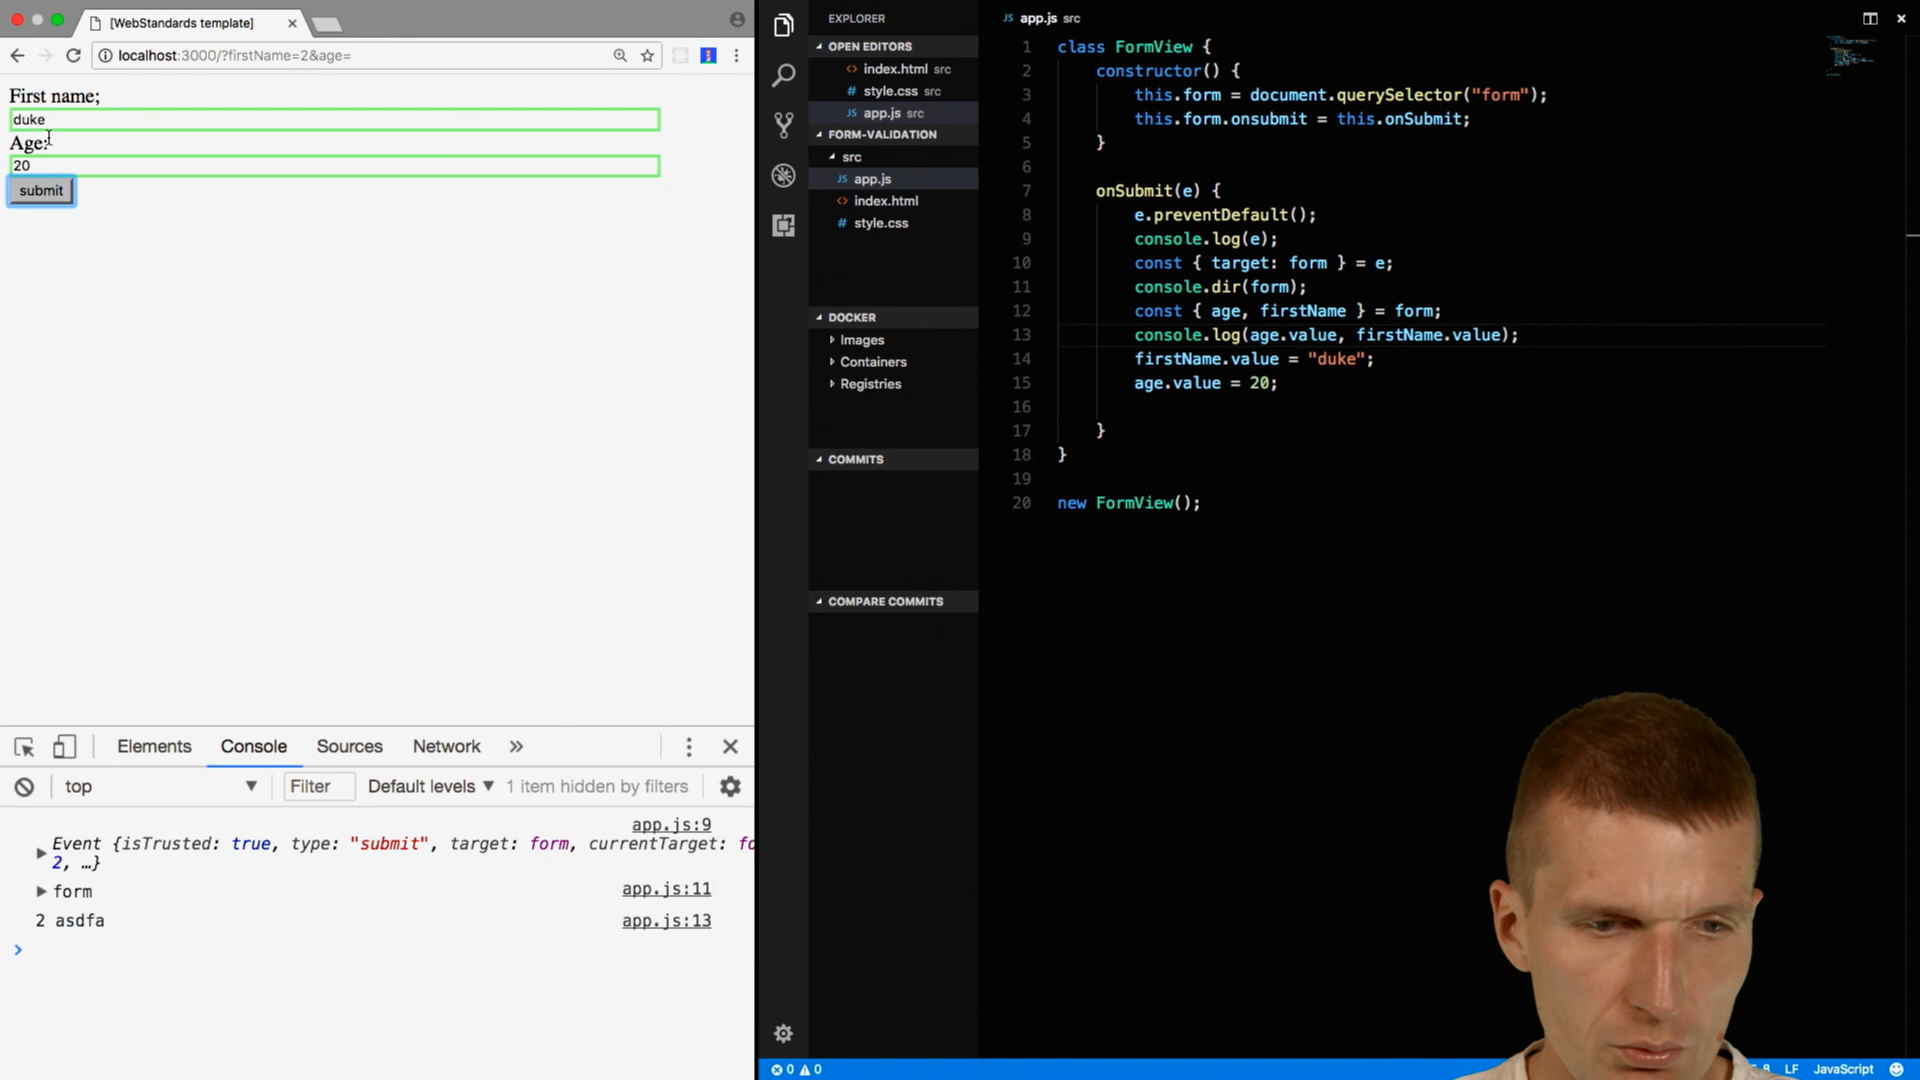 [WebStandards template]
localhost:3000/?firstName=2&age=
First name;
duke
Age:
20
submit
Elements
Console
Sources
Network
»
top
Filter
Default levels
1 item hidden by filters
app.js:9
Event {isTrusted: true, type: "submit", target: form, currentTarget: fo
2, …}
form
app.js:11
2 asdfa
app.js:13
EXPLORER
OPEN EDITORS
index.html src
style.css src
JS app.js src
FORM-VALIDATION
src
JS app.js
index.html
style.css
DOCKER
Images
Containers
Registries
COMMITS
COMPARE COMMITS
JS app.js src
1 class FormView {
2 constructor() {
3 this.form = document.querySelector("form");
4 this.form.onsubmit = this.onSubmit;
5 }
6
7 onSubmit(e) {
8 e.preventDefault();
9 console.log(e);
10 const { target: form } = e;
11 console.dir(form);
12 const { age, firstName } = form;
13 console.log(age.value, firstName.value);
14 firstName.value = "duke";
15 age.value = 20;
16
17 }
18 }
19
20 new FormView();
0 0
8 LF JavaScript